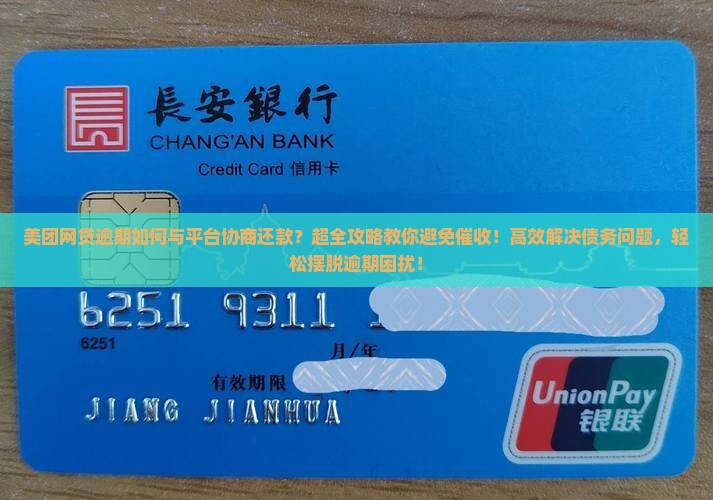 長安銀行
CHANG'AN BANK
Credit Card 信用卡
美团网贷逾期如何与平台协商还款？超全攻略教你避免催收！高效解决债务问题，轻
松摆脱逾期困扰！
6251 9311 1
6251
月/年
有效期限
JIANG JIANHUA
UnionPay
银联